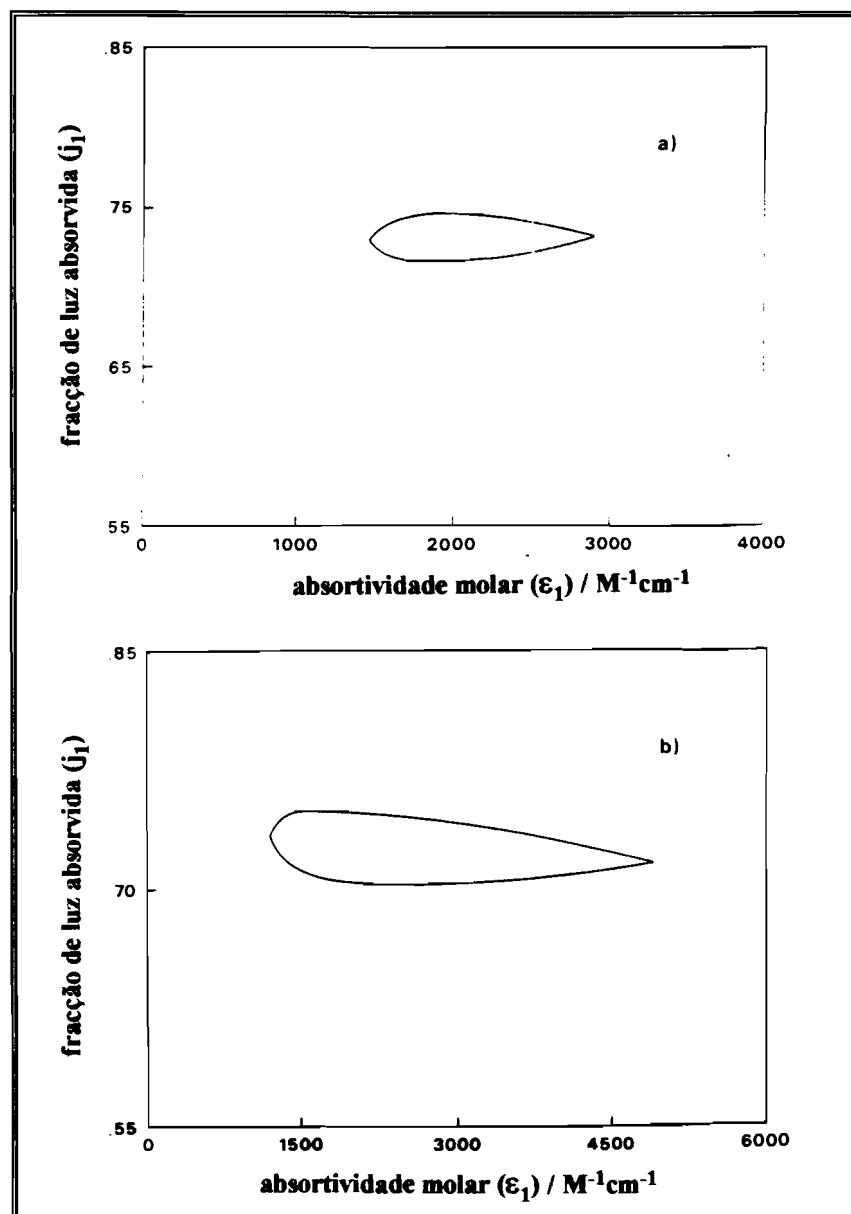 .85
a)
.75
65
55
0 1000 2000 3000 4000
fracção de luz absorvida (j₁)
absortividade molar (ε₁) / M⁻¹cm⁻¹
.85
b)
70
.55
0 1500 3000 4500 6000
fracção de luz absorvida (j₁)
absortividade molar (ε₁) / M⁻¹cm⁻¹